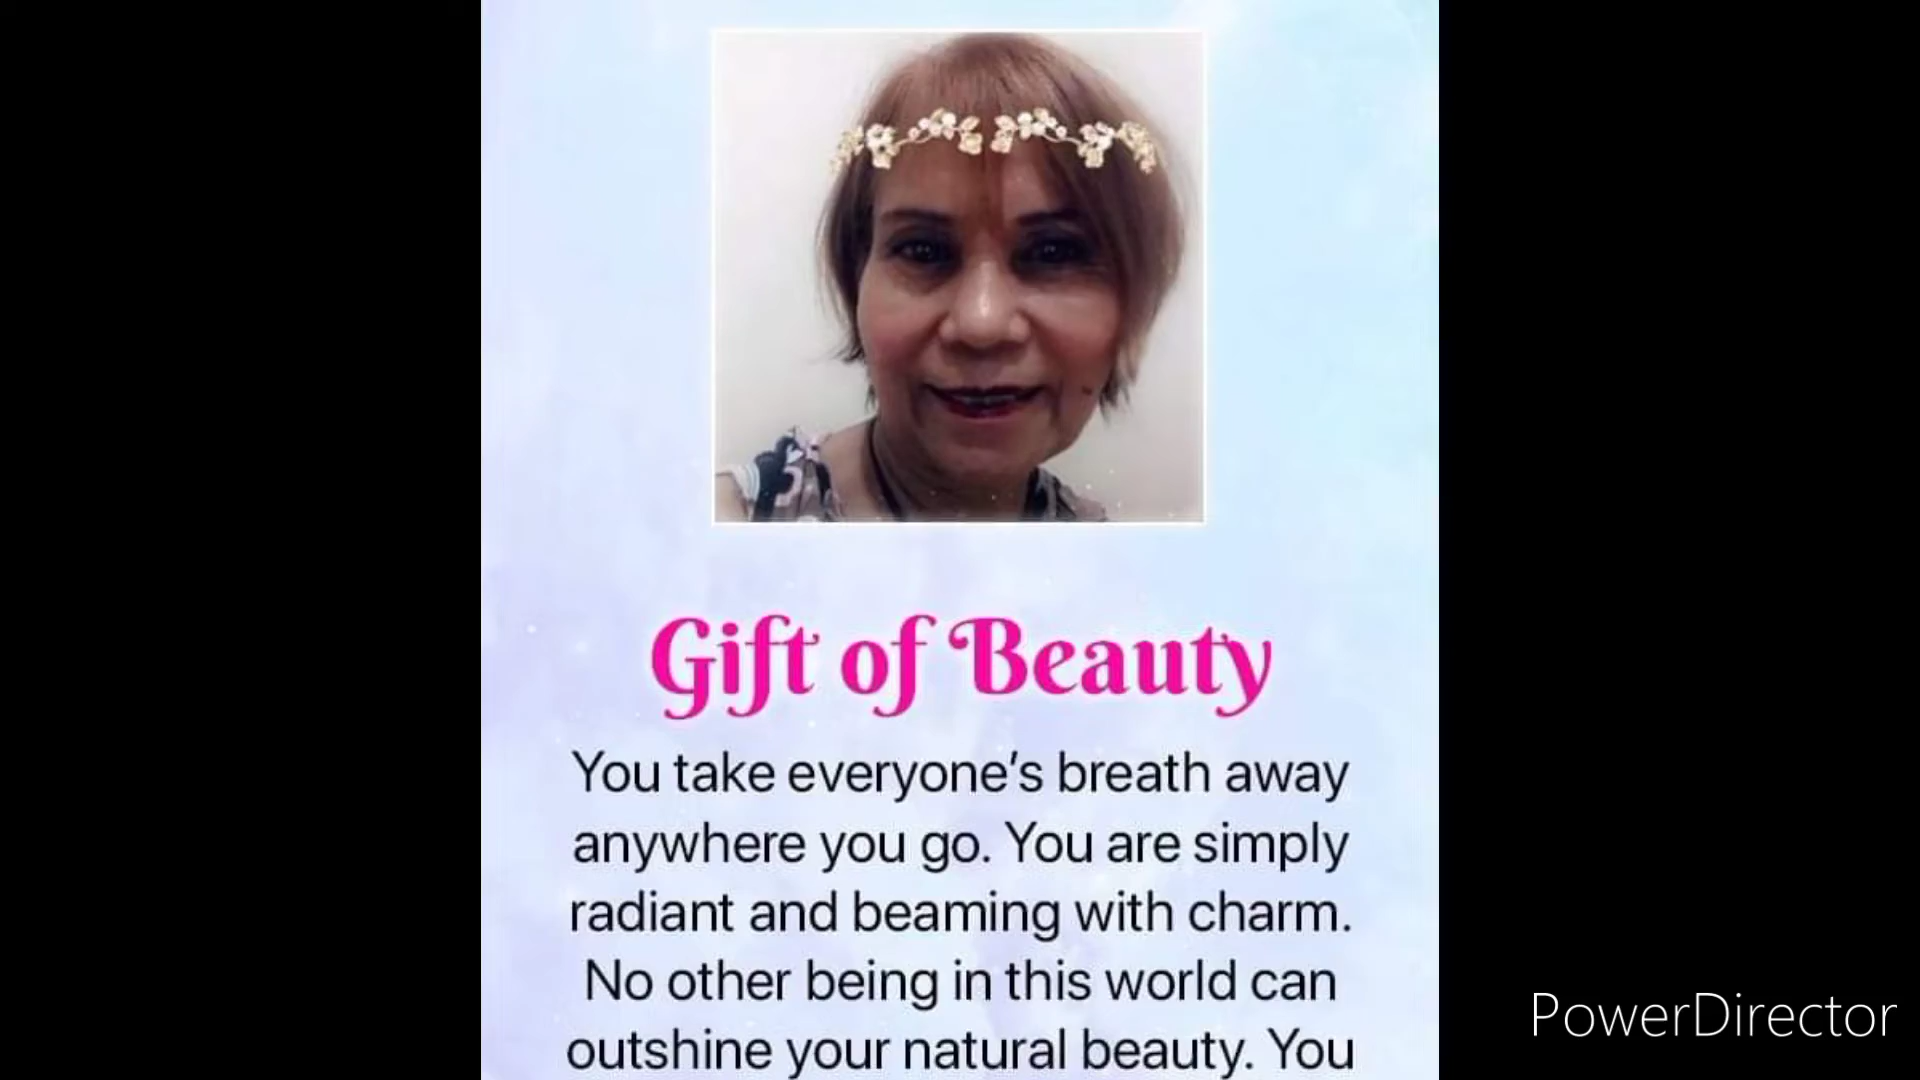 Gift of Beauty
You take everyone’s breath away
anywhere you go. You are simply
radiant and beaming with charm.
No other being in this world can
outshine your natural beauty. You
PowerDirector